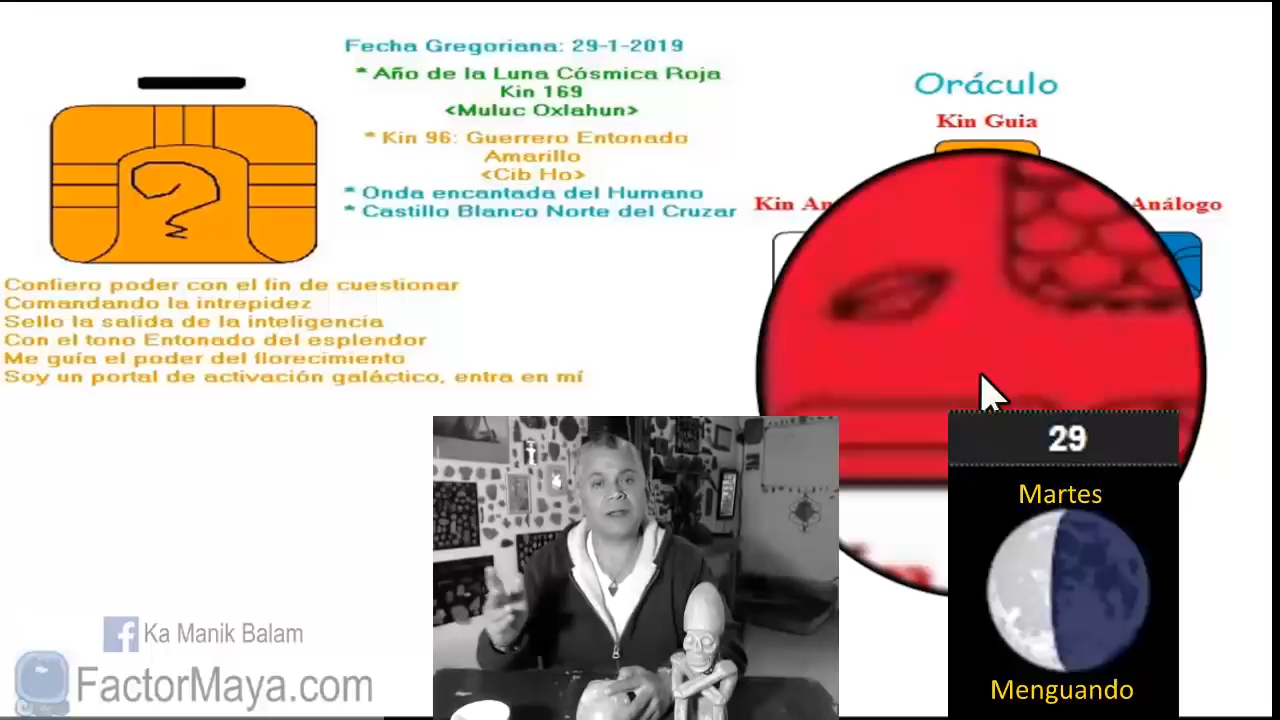 Fecha Gregoriana: 29-1-2019
* Año de la Luna Cósmica Roja
Kin 169
<Muluc Oxlahun>
* Kin 96: Guerrero Entonado
Amarillo
<Cib Ho>
* Onda encantada del Humano
* Castillo Blanco Norte del Cruzar
Confiero poder con el fin de cuestionar
Comandando la intrepidez
Sello la salida de la inteligencia
Con el tono Entonado del esplendor
Me guía el poder del florecimiento
Soy un portal de activación galáctico, entra en mí
Oráculo
Kin Guia
Kin
Análogo
29
Martes
Menguando
Ka Manik Balam
FactorMaya.com